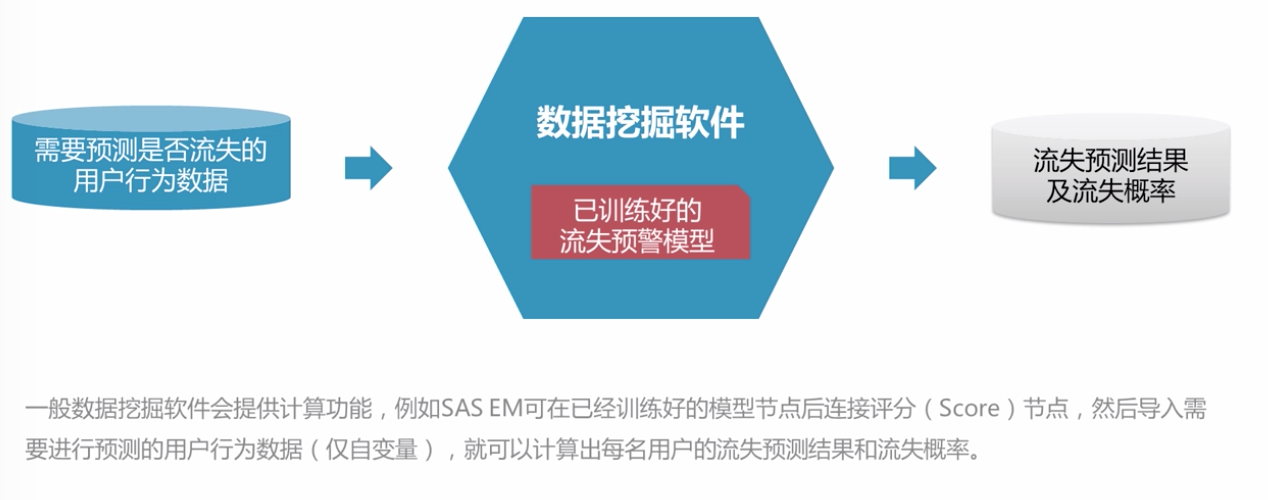 需要预测是否流失的
用户行为数据
数据挖掘软件
已训练好的
流失预警模型
流失预测结果
及流失概率
一般数据挖掘软件会提供计算功能，例如SAS EM可在已经训练好的模型节点后连接评分（Score）节点，然后导入需
要进行预测的用户行为数据（仅自变量），就可以计算出每名用户的流失预测结果和流失概率。